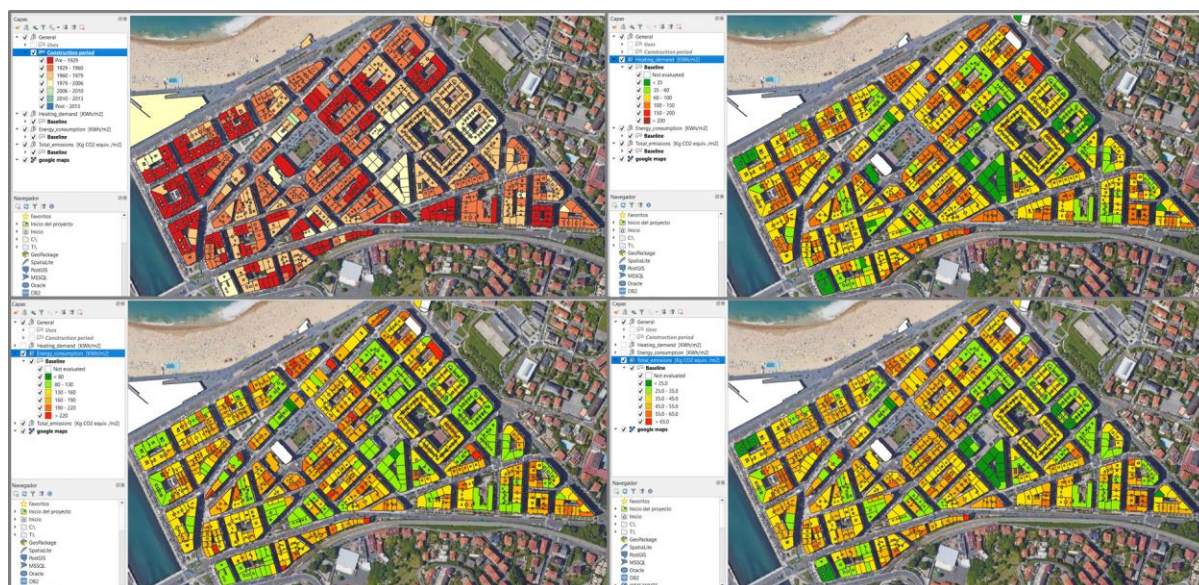 Capas
General
Uses
Construction period
Pre - 1929
1929 - 1960
1960 - 1979
1979 - 2006
2006 - 2010
2010 - 2013
Post - 2013
Heating_demand [KWh/m2]
Baseline
Energy_consumption [KWh/m2]
Baseline
Total_emissions [Kg CO2 equiv./m2]
Baseline
google maps
Navegador
Favoritos
Inicio del proyecto
Inicio
C:\
T:\
GeoPackage
SpatiaLite
PostGIS
MSSQL
Oracle
DB2
Capas
General
Uses
Construction period
Heating_demand [KWh/m2]
Baseline
Not evaluated
35 - 60
60 - 100
100 - 150
150 - 200
> 200
Energy_consumption [KWh/m2]
Baseline
Total_emissions [Kg CO2 equiv./m2]
Baseline
google maps
Navegador
Favoritos
Inicio del proyecto
Inicio
C:\
T:\
GeoPackage
SpatiaLite
PostGIS
MSSQL
Oracle
DB2
Capas
General
Uses
Construction period
Heating_demand [KWh/m2]
Energy_consumption [KWh/m2]
Baseline
Not evaluated
< 80
80 - 130
130 - 160
160 - 190
190 - 220
> 220
Total_emissions [Kg CO2 equiv./m2]
google maps
Navegador
Favoritos
Inicio del proyecto
Inicio
C:\
T:\
GeoPackage
SpatiaLite
PostGIS
MSSQL
Oracle
DB2
Capas
General
Uses
Construction period
Heating_demand [KWh/m2]
Energy_consumption [KWh/m2]
Total_emissions [Kg CO2 equiv./m2]
Baseline
Not evaluated
< 25,0
25,0 - 35,0
35,0 - 45,0
45,0 - 55,0
55,0 - 65,0
> 65,0
google maps
Navegador
Favoritos
Inicio del proyecto
Inicio
C:\
T:\
GeoPackage
SpatiaLite
PostGIS
MSSQL
Oracle
DB2